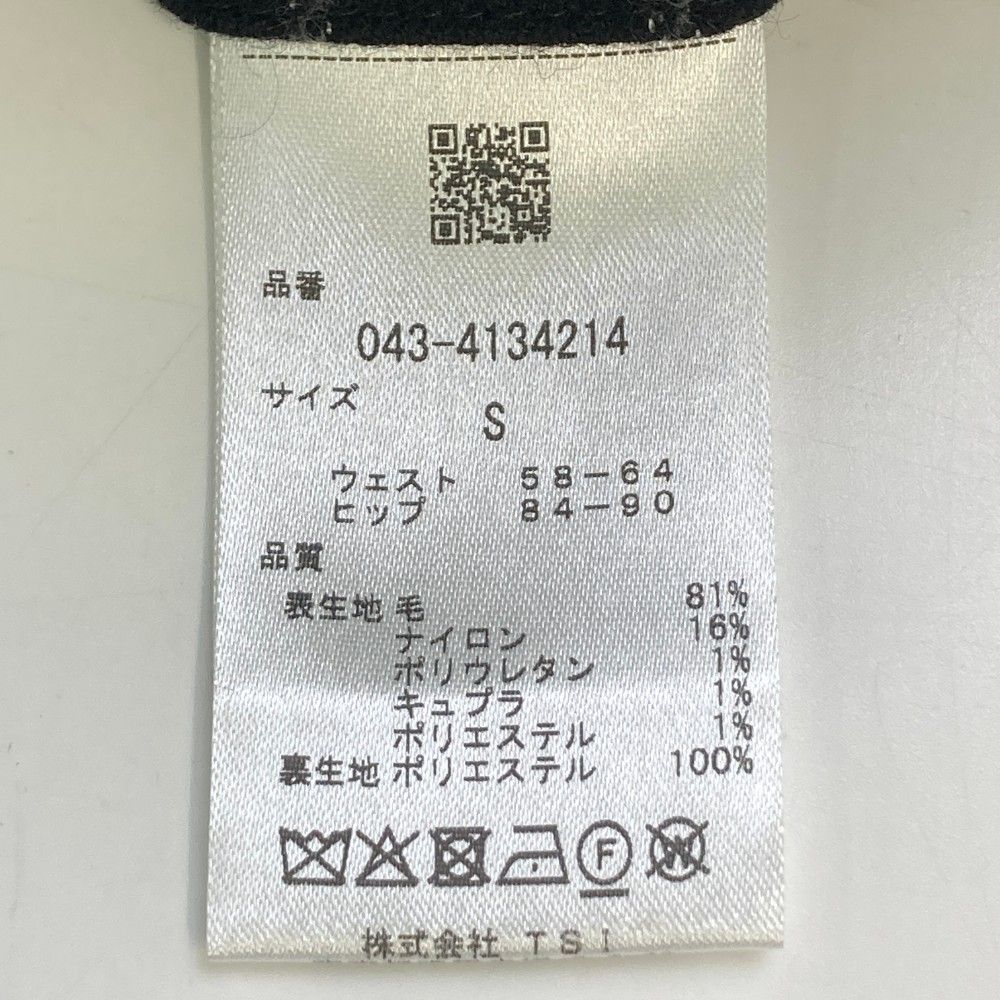 品番
043-4134214
サイズ
S
ウェスト 58-64
ヒップ 84-90
品質
表生地 毛 81%
ナイロン 16%
ポリウレタン 1%
キュプラ 1%
ポリエステル 1%
裏生地 ポリエステル 100%
F W
株式会社 TSI